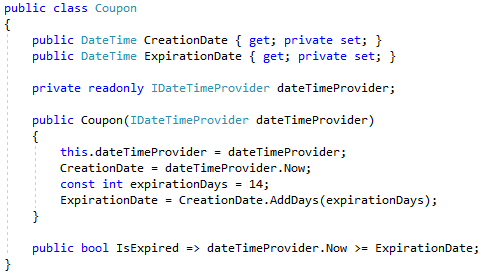 public class Coupon
{
    public DateTime CreationDate { get; private set; }
    public DateTime ExpirationDate { get; private set; }

    private readonly IDateTimeProvider dateTimeProvider;

    public Coupon(IDateTimeProvider dateTimeProvider)
    {
        this.dateTimeProvider = dateTimeProvider;
        CreationDate = dateTimeProvider.Now;
        const int expirationDays = 14;
        ExpirationDate = CreationDate.AddDays(expirationDays);
    }

    public bool IsExpired => dateTimeProvider.Now >= ExpirationDate;
}